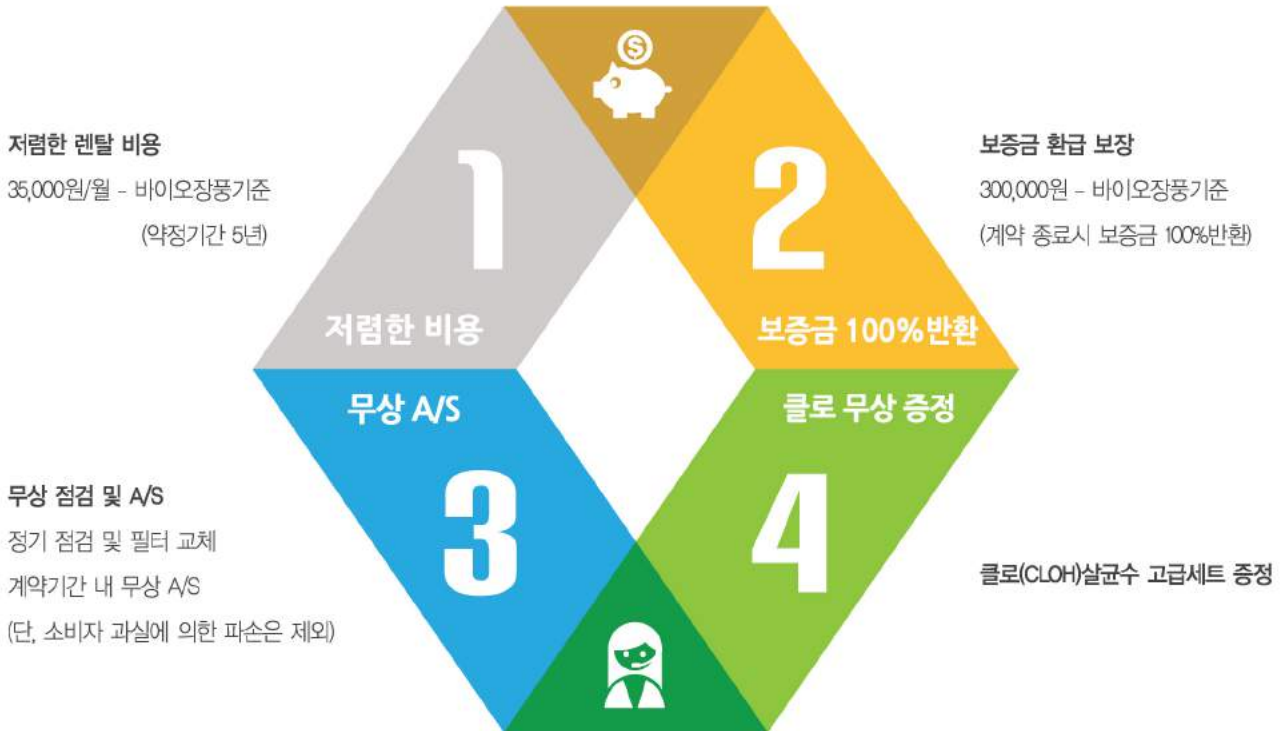 저렴한 렌탈 비용
35,000원/월 - 바이오장풍기준
(약정기간 5년)
1
저렴한 비용
2
보증금 100%반환
보증금 환급 보장
300,000원 - 바이오장풍기준
(계약 종료시 보증금 100%반환)
무상 A/S
3
무상 점검 및 A/S
정기 점검 및 필터 교체
계약기간 내 무상 A/S
(단, 소비자 과실에 의한 파손은 제외)
클로 무상 증정
4
클로(CLOH)살균수 고급세트 증정